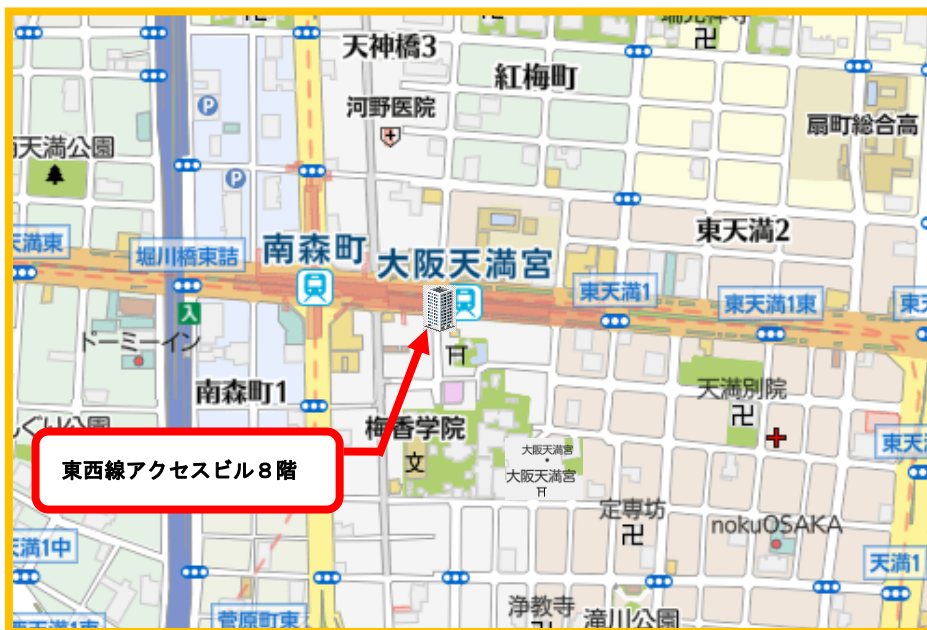 天神橋3
紅梅町
河野医院
扇町総合高
天満公園
東天満2
南森町
大阪天満宮
天満東
堀川橋東詰
東天満1
東天満1東
入
ドーミーイン
南森町1
天満別院
梅香学院
文
東西線アクセスビル８階
大阪天満宮
大阪天満宮
定専坊
nokuOSAKA
満1中
天満1
浄教寺
滝川公園
菅原町東